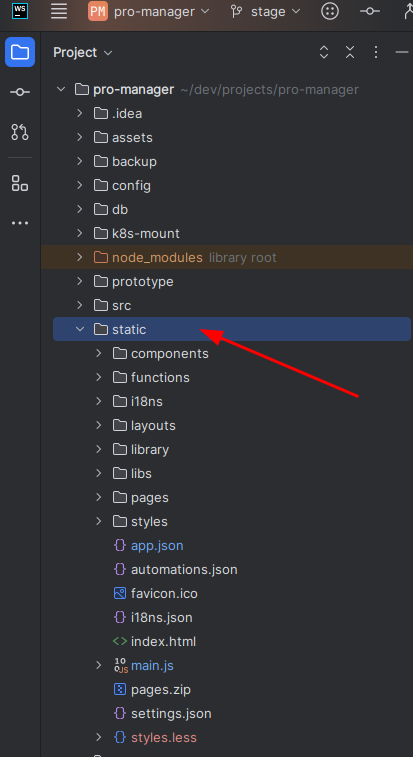 WS PM pro-manager stage
Project
pro-manager ~/dev/projects/pro-manager
.idea
assets
backup
config
db
k8s-mount
node_modules library root
prototype
src
static
components
functions
i18ns
layouts
library
libs
pages
styles
app.json
automations.json
favicon.ico
i18ns.json
index.html
main.js
pages.zip
settings.json
styles.less